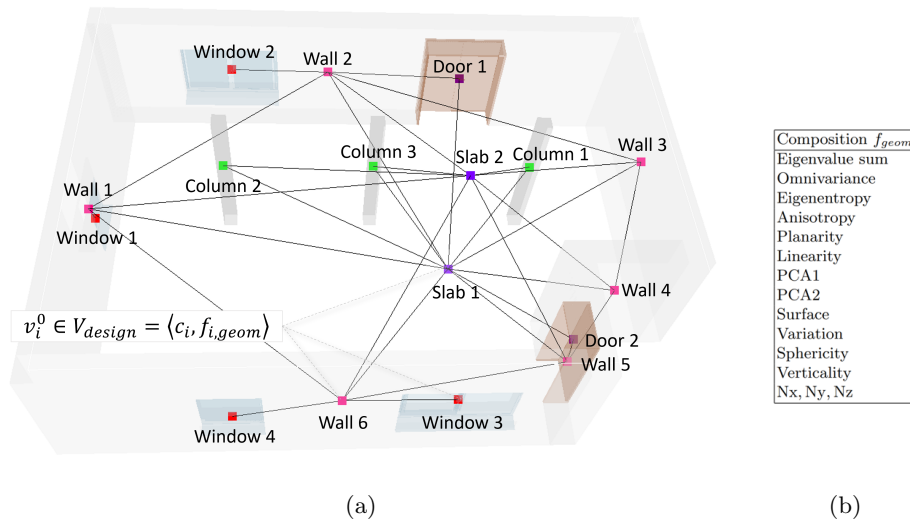 Window 2
Wall 2
Door 1
Wall 3
Column 3
Slab 2
Column 1
Column 2
Wall 1
Window 1
Slab 1
Wall 4
v_i^0 ∈ V_design = ⟨c_i, f_i,geom⟩
Door 2
Wall 5
Wall 6
Window 4
Window 3
(a)
Composition f_geom
Eigenvalue sum
Omnivariance
Eigenentropy
Anisotropy
Planarity
Linearity
PCA1
PCA2
Surface
Variation
Sphericity
Verticality
Nx, Ny, Nz
(b)